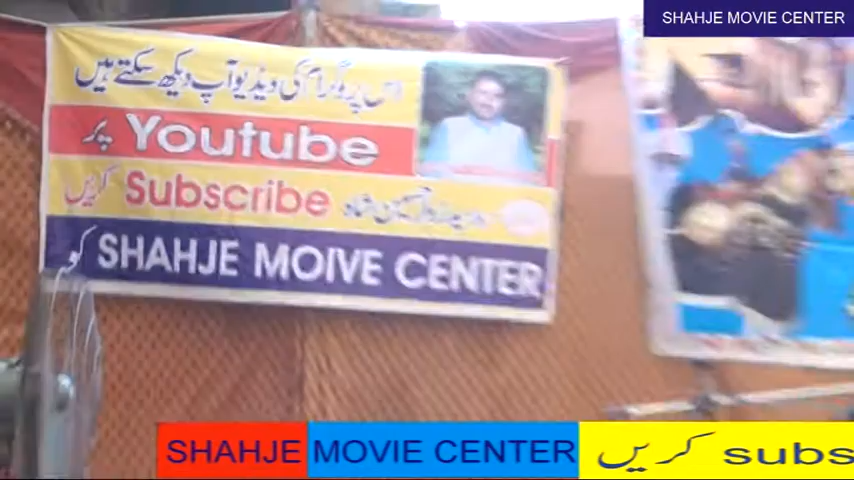 SHAHJE MOVIE CENTER
اس پروگرام کی ویڈیو آپ دیکھ سکتے ہیں
Youtube پر
Subscribe کریں
SHAHJE MOIVE CENTER کو
SHAHJE MOVIE CENTER کریں subs